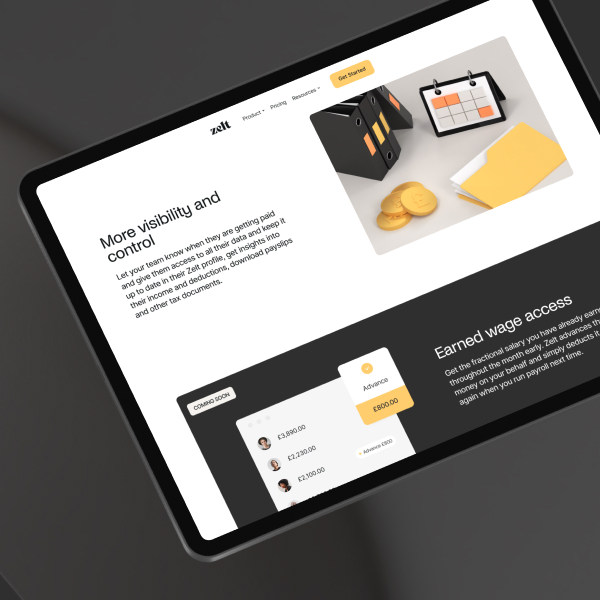 zelt
Product
Pricing
Resources
Get Started
More visibility and
control
Let your team know when they are getting paid
and give them access to all their data and keep it
up to date in their Zelt profile, get insights into
their income and deductions, download payslips
and other tax documents.
COMING SOON
£3,890.00
£2,230.00
£2,100.00
Advance
£800.00
Advance £800
Earned wage access
Get the fractional salary you have already
throughout the month early. Zelt advances
money on your behalf and simply deducts it
again when you run payroll next time.